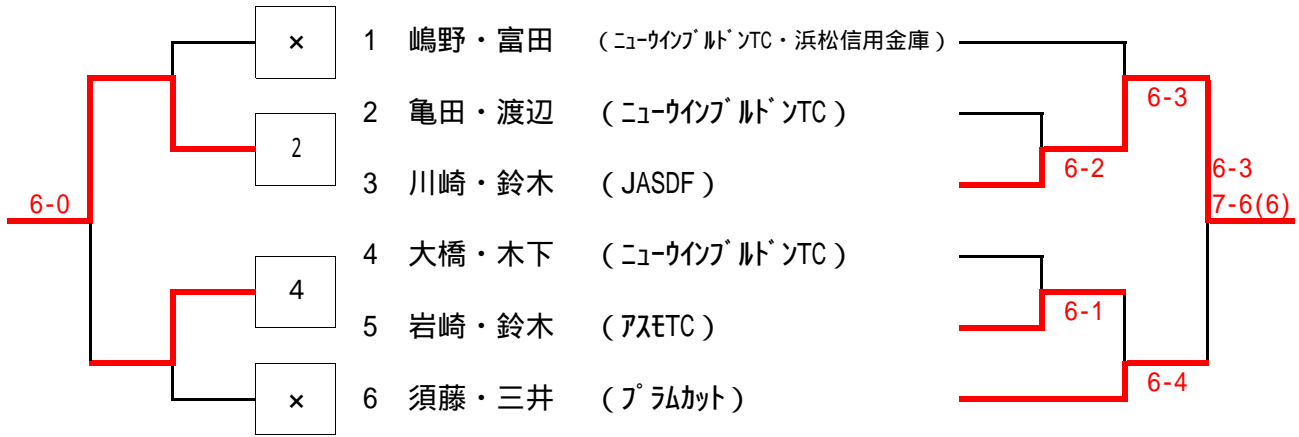 × 1 嶋野・富田 (ニューウインブルドンTC・浜松信用金庫)
6-3
2 2 亀田・渡辺 (ニューウインブルドンTC)
6-2
3 川崎・鈴木 (JASDF)
6-3
6-0
7-6(6)
4 4 大橋・木下 (ニューウインブルドンTC)
6-1
5 岩崎・鈴木 (アスモTC)
6-4
× 6 須藤・三井 (プラムカット)